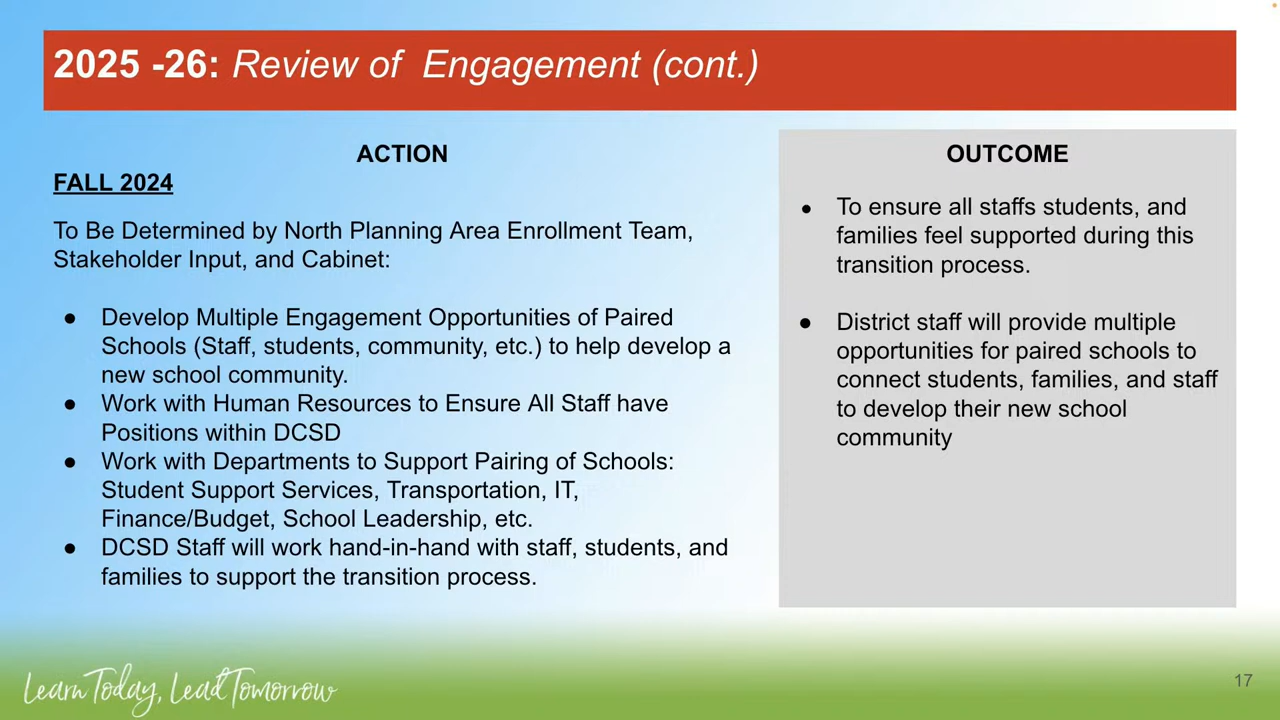 2025 -26: Review of  Engagement (cont.)
ACTION
FALL 2024
To Be Determined by North Planning Area Enrollment Team,
Stakeholder Input, and Cabinet:
● Develop Multiple Engagement Opportunities of Paired
Schools (Staff, students, community, etc.) to help develop a
new school community.
● Work with Human Resources to Ensure All Staff have
Positions within DCSD
● Work with Departments to Support Pairing of Schools:
Student Support Services, Transportation, IT,
Finance/Budget, School Leadership, etc.
● DCSD Staff will work hand-in-hand with staff, students, and
families to support the transition process.
OUTCOME
● To ensure all staffs students, and
families feel supported during this
transition process.
● District staff will provide multiple
opportunities for paired schools to
connect students, families, and staff
to develop their new school
community
Learn Today, Lead Tomorrow
17